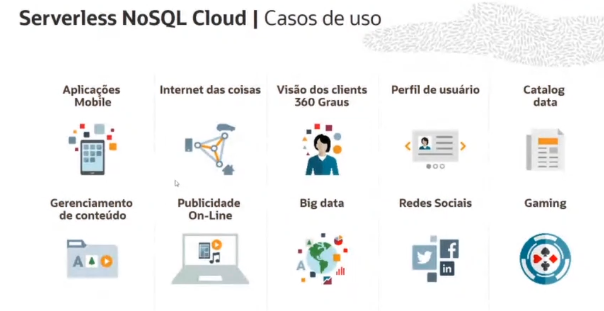 Serverless NoSQL Cloud | Casos de uso
Aplicações
Mobile
Internet das coisas
Visão dos clients
360 Graus
Perfil de usuário
Catalog
data
Gerenciamento
de conteúdo
Publicidade
On-Line
Big data
Redes Sociais
Gaming
A
A
f
in